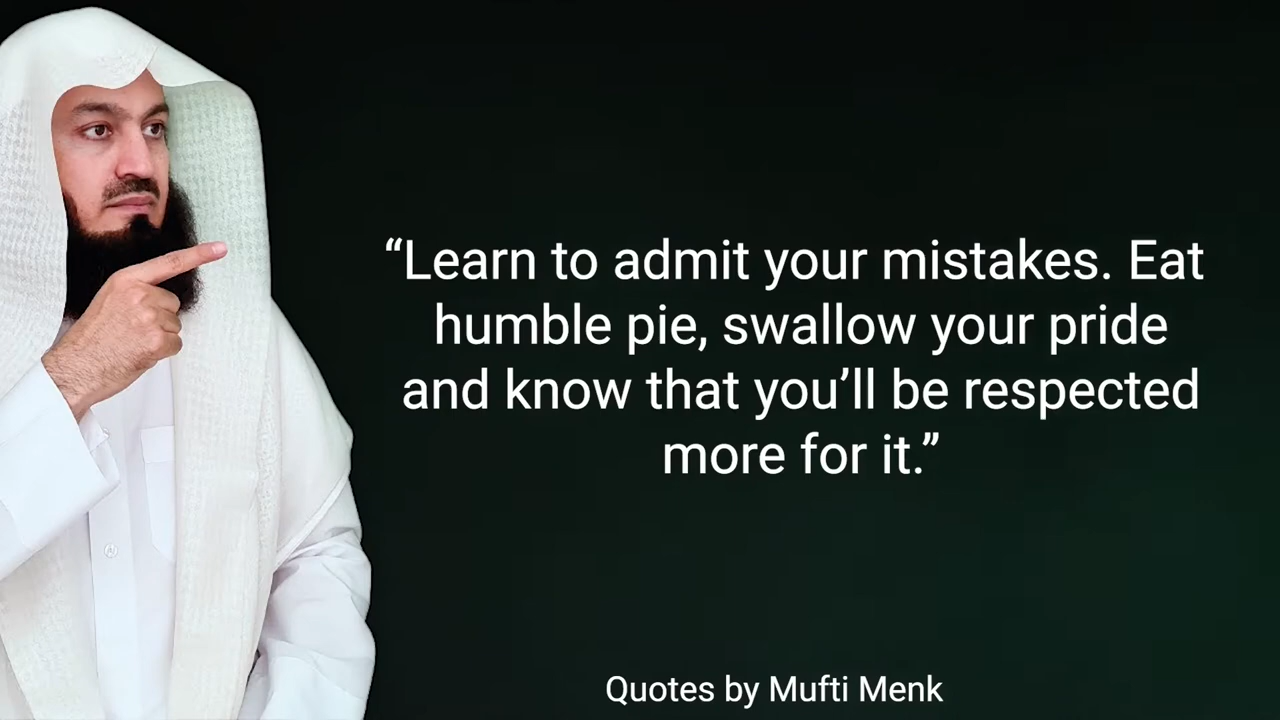 “Learn to admit your mistakes. Eat
humble pie, swallow your pride
and know that you’ll be respected
more for it.”
Quotes by Mufti Menk